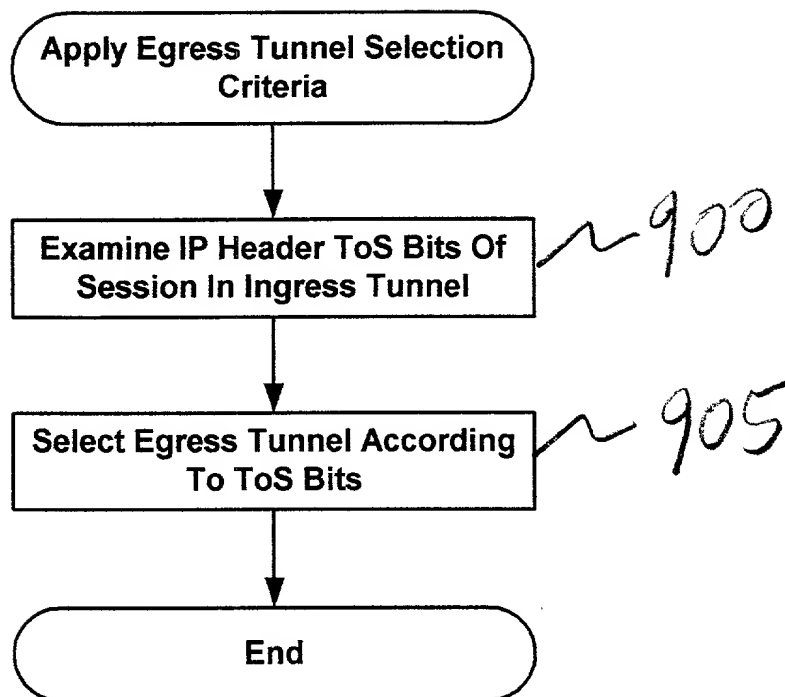 Apply Egress Tunnel Selection
Criteria
Examine IP Header ToS Bits Of
Session In Ingress Tunnel
900
Select Egress Tunnel According
To ToS Bits
905
End